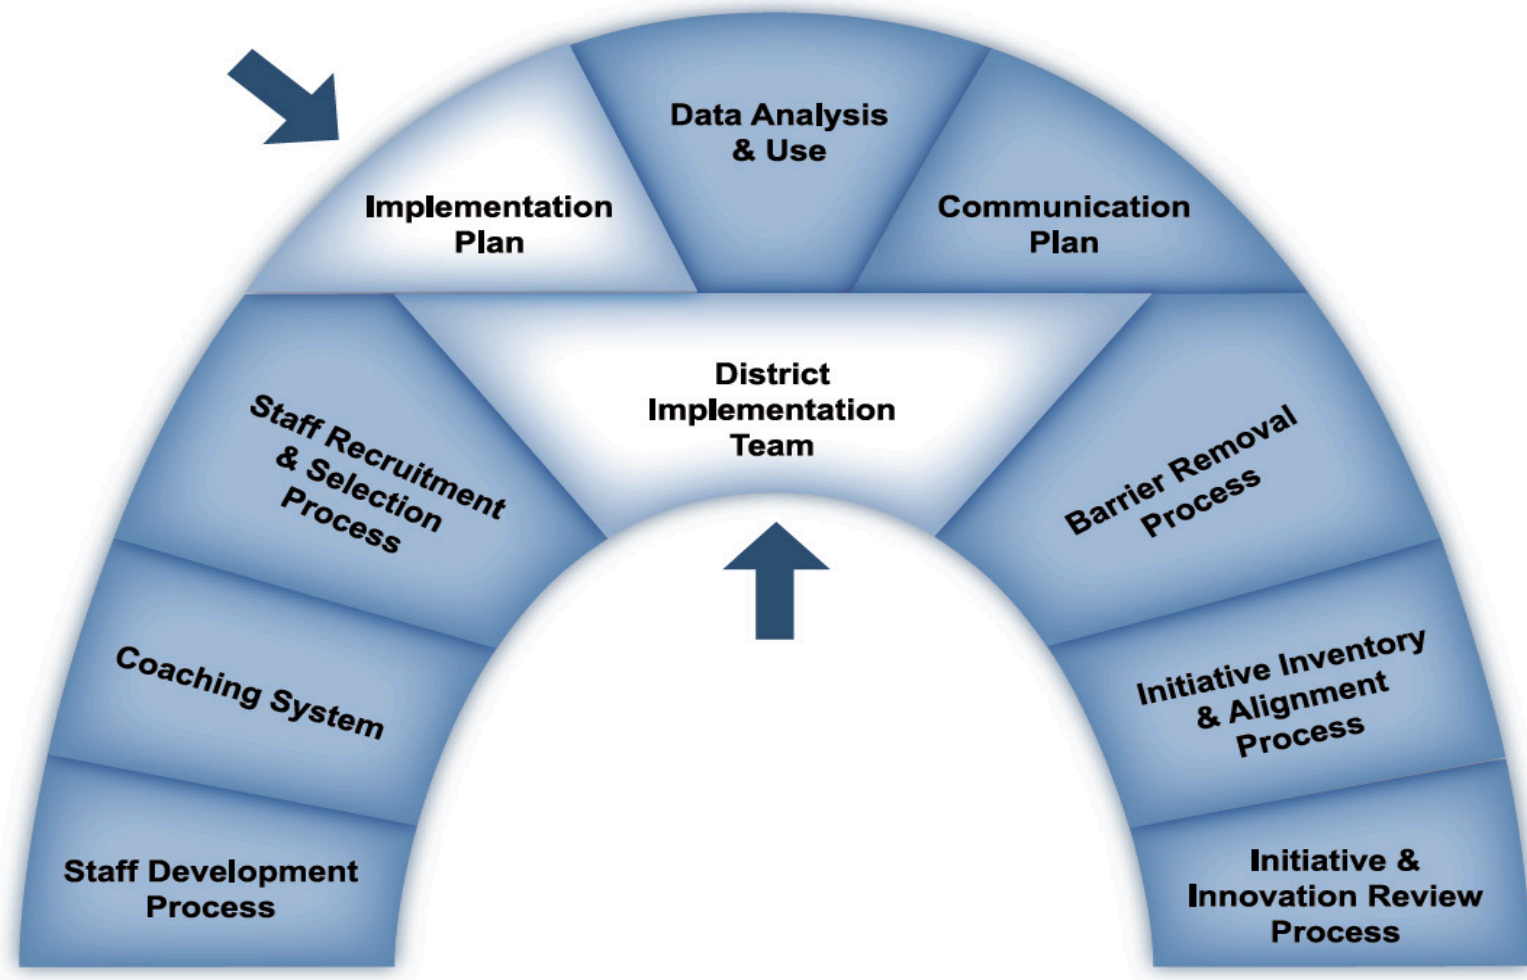 Data Analysis
& Use
Implementation
Plan
Communication
Plan
District
Implementation
Team
Staff Recruitment
& Selection
Process
Barrier Removal
Process
Coaching System
Initiative Inventory
& Alignment
Process
Staff Development
Process
Initiative &
Innovation Review
Process